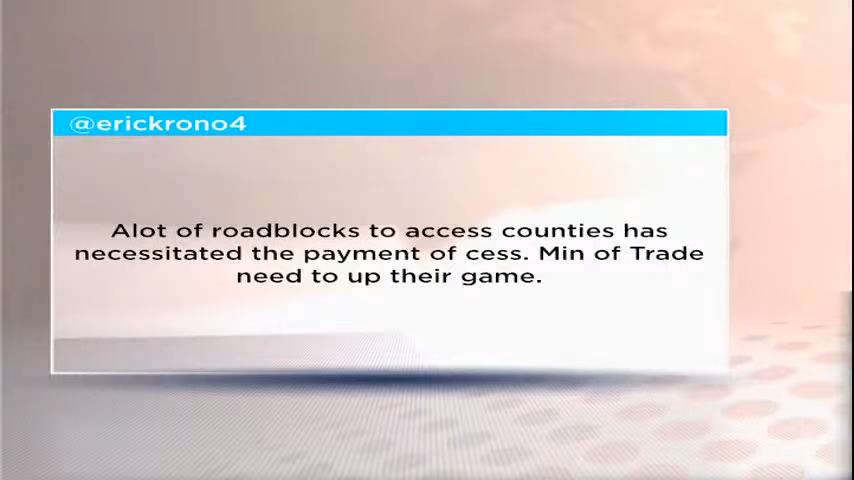 @erickrono4
Alot of roadblocks to access counties has
necessitated the payment of cess. Min of Trade
need to up their game.